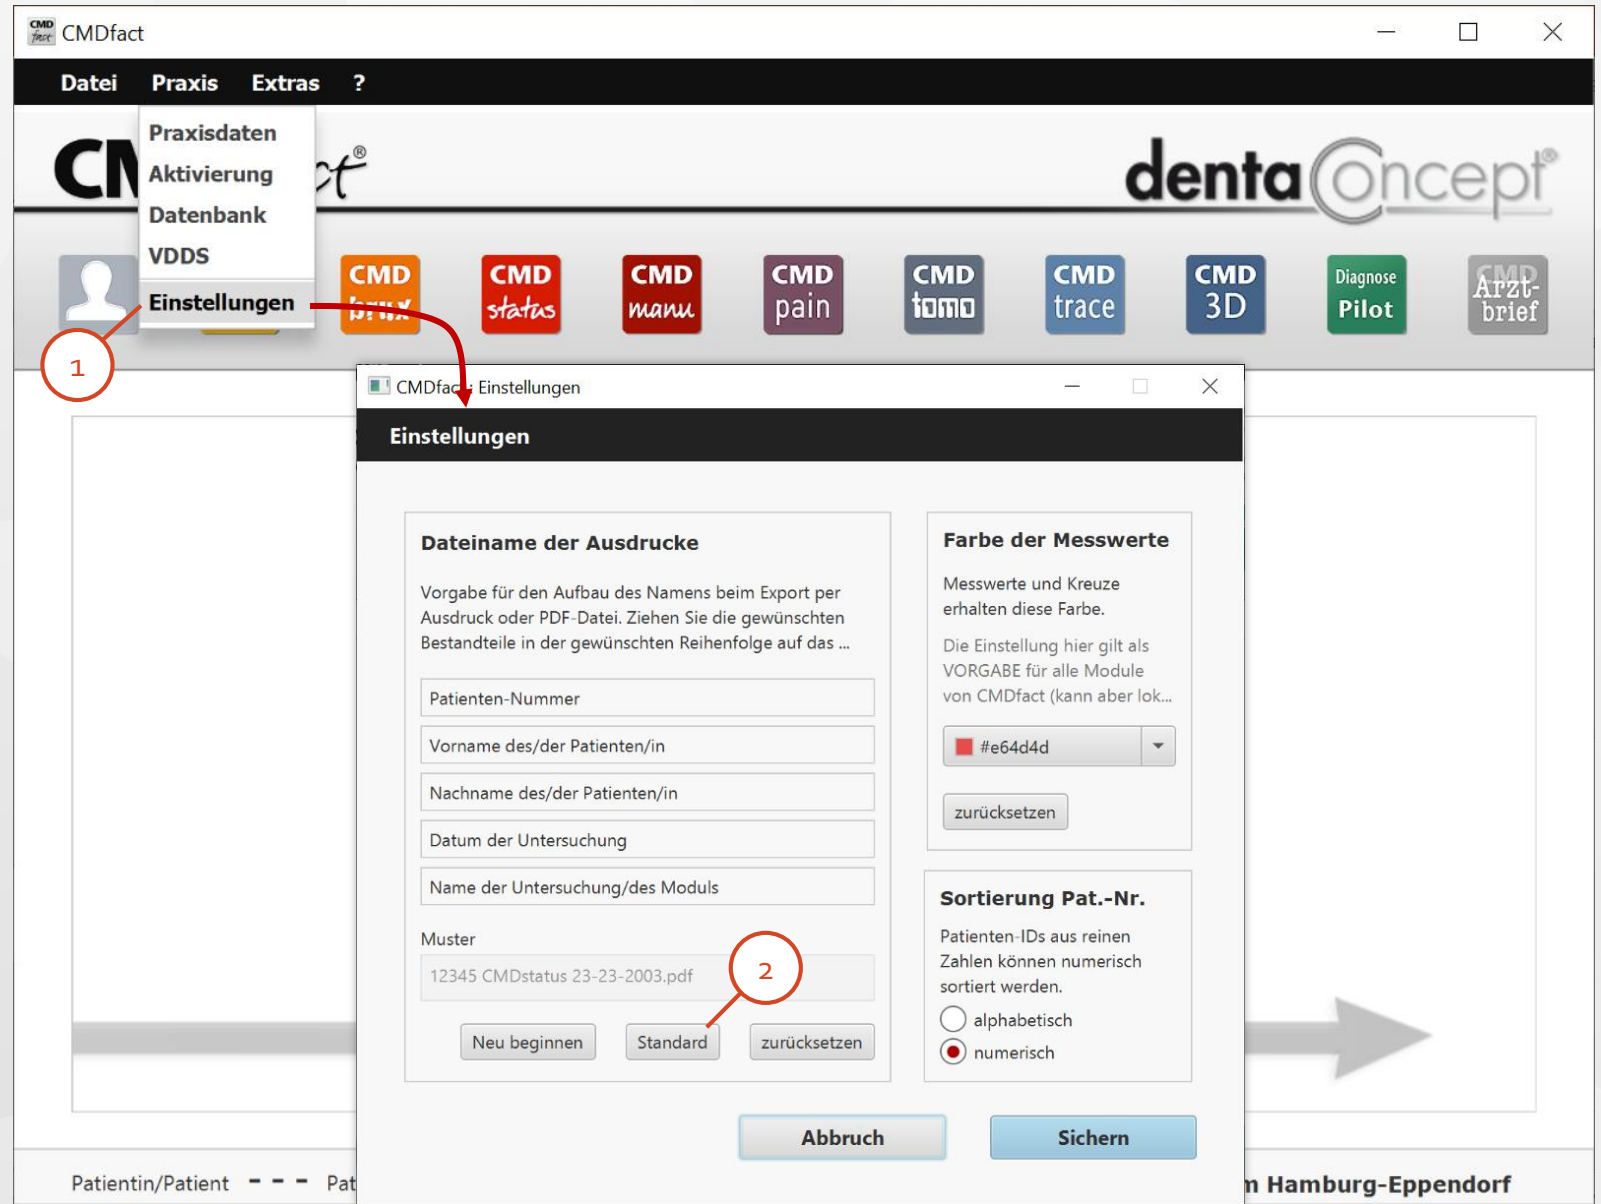 CMD
fact
CMDfact
Datei Praxis Extras ?
Praxisdaten
Aktivierung
Datenbank
VDDS
Einstellungen
denta Concept®
CMD
brux
CMD
status
CMD
manu
CMD
pain
CMD
tomo
CMD
trace
CMD
3D
Diagnose
Pilot
CMD
Arzt-
brief
1
CMDfact : Einstellungen
Einstellungen
Dateiname der Ausdrucke
Vorgabe für den Aufbau des Namens beim Export per
Ausdruck oder PDF-Datei. Ziehen Sie die gewünschten
Bestandteile in der gewünschten Reihenfolge auf das ...
Patienten-Nummer
Vorname des/der Patienten/in
Nachname des/der Patienten/in
Datum der Untersuchung
Name der Untersuchung/des Moduls
Muster
12345 CMDstatus 23-23-2003.pdf
2
Neu beginnen Standard zurücksetzen
Farbe der Messwerte
Messwerte und Kreuze
erhalten diese Farbe.
Die Einstellung hier gilt als
VORGABE für alle Module
von CMDfact (kann aber lok...
#e64d4d
zurücksetzen
Sortierung Pat.-Nr.
Patienten-IDs aus reinen
Zahlen können numerisch
sortiert werden.
alphabetisch
numerisch
Abbruch Sichern
Patientin/Patient - - - Pat
m Hamburg-Eppendorf